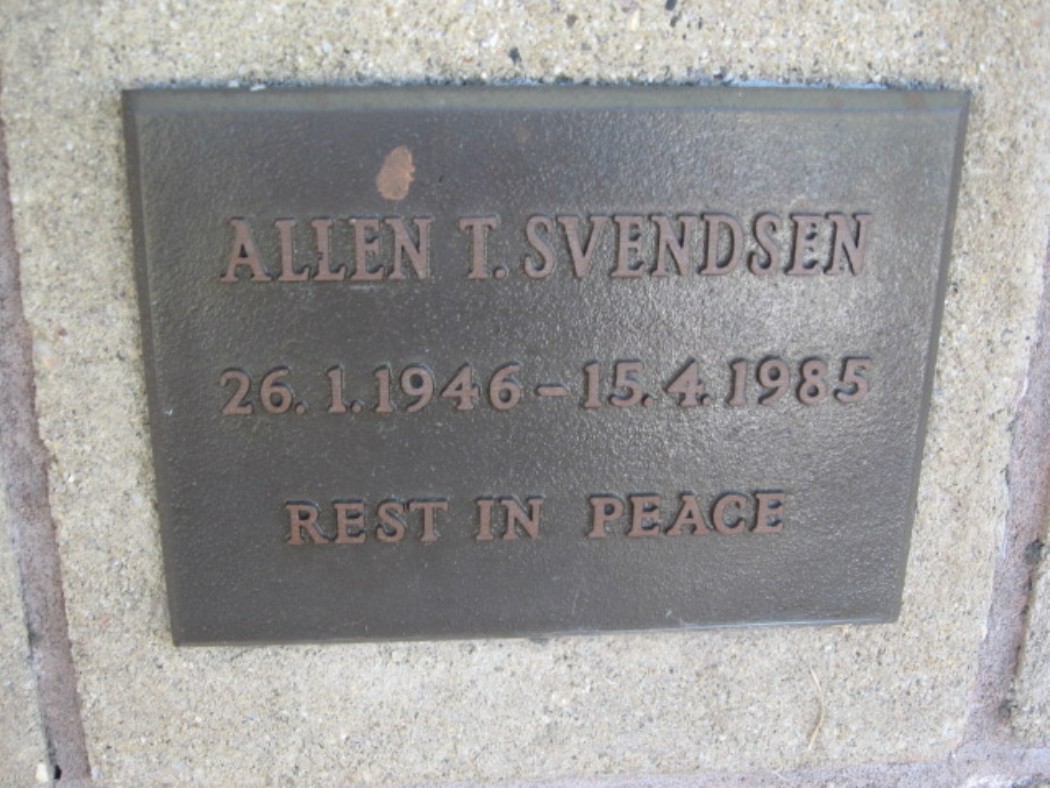 ALLEN T. SVENDSEN
26.1.1946 - 15.4.1985
REST IN PEACE